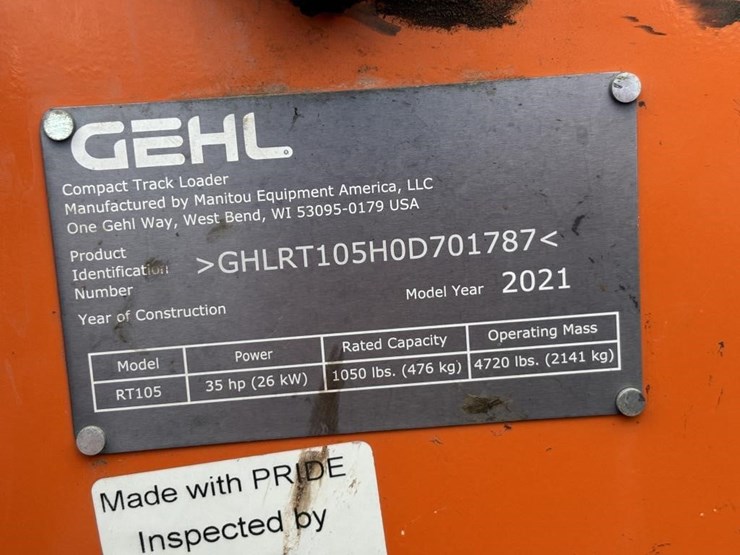 GEHL
Compact Track Loader
Manufactured by Manitou Equipment America, LLC
One Gehl Way, West Bend, WI 53095-0179 USA
Product
Identification
Number
>GHLRT105H0D701787<
Year of Construction
Model Year 2021
Model Power Rated Capacity Operating Mass
RT105 35 hp (26 kW) 1050 lbs. (476 kg) 4720 lbs. (2141 kg)
Made with PRIDE
Inspected by